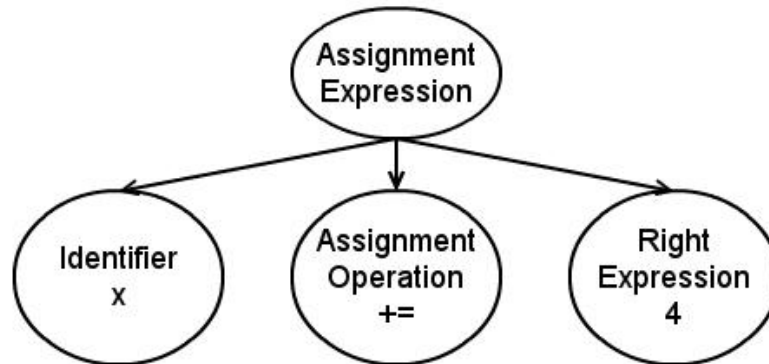 Assignment
Expression
Identifier
x
Assignment
Operation
+=
Right
Expression
4